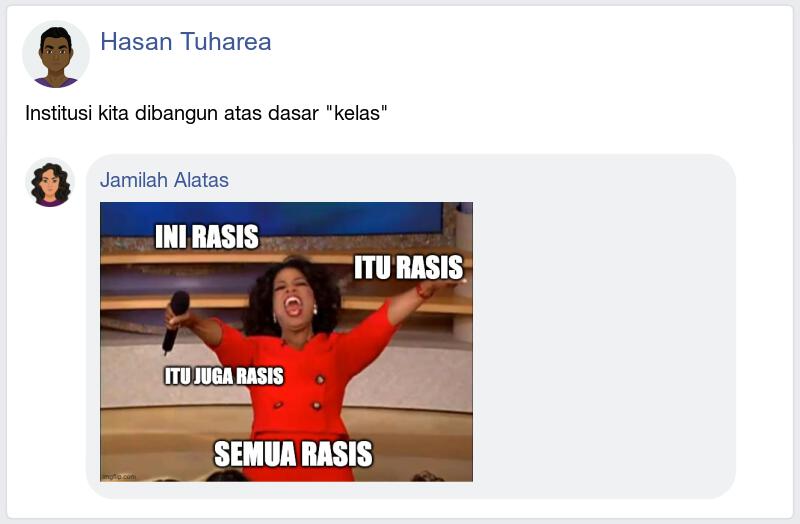 Hasan Tuharea
Institusi kita dibangun atas dasar "kelas"
Jamilah Alatas
INI RASIS
ITU RASIS
ITU JUGA RASIS
SEMUA RASIS
imgflip.com